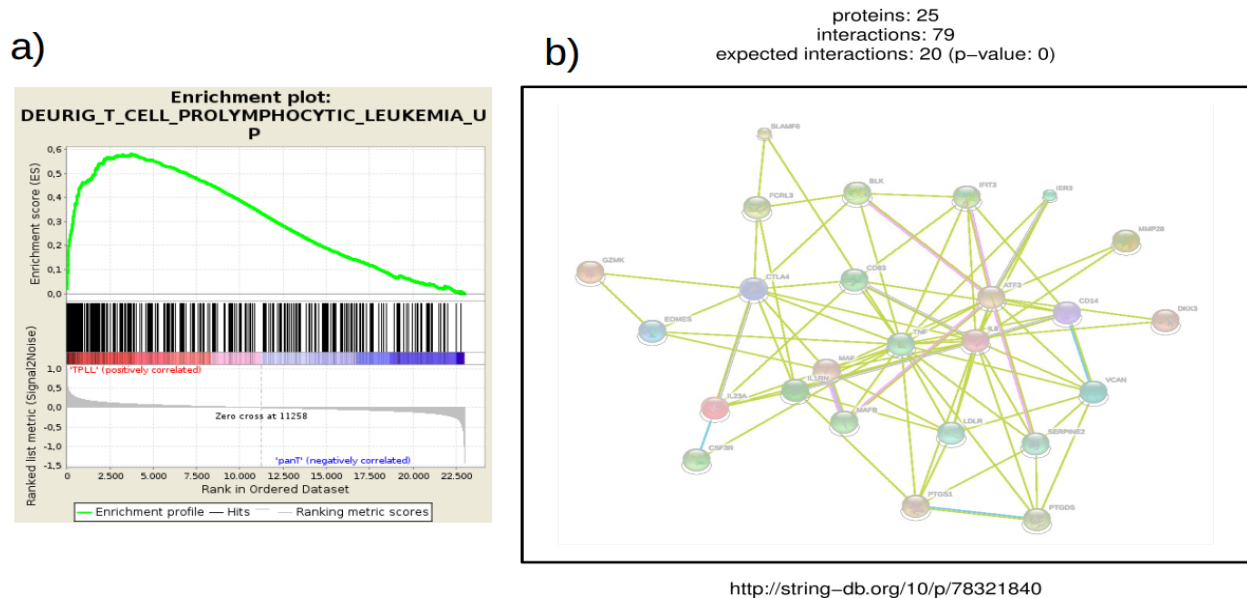 a)
Enrichment plot:
DEURIG_T_CELL_PROLYMPHOCYTIC_LEUKEMIA_U
P
Enrichment score (ES)
0,6
0,5
0,4
0,3
0,2
0,1
0,0
'TPLL' (positively correlated)
Ranked list metric (Signal2Noise)
1,0
0,5
0,0
-0,5
-1,0
-1,5
Zero cross at 11258
'panT' (negatively correlated)
0 2.500 5.000 7.500 10.000 12.500 15.000 17.500 20.000 22.500
Rank in Ordered Dataset
Enrichment profile Hits Ranking metric scores
b)
proteins: 25
interactions: 79
expected interactions: 20 (p-value: 0)
SLAMF6
BLK
IFIT3
IER3
FCRL3
MMP28
GZMK
CTLA4
CD83
ATF3
CD14
DKK3
EOMES
TNF
IL8
MAF
IL1RN
VCAN
IL23A
MAFB
LDLR
SERPINE2
CSF3R
PTGS1
PTGDS
http://string-db.org/10/p/78321840